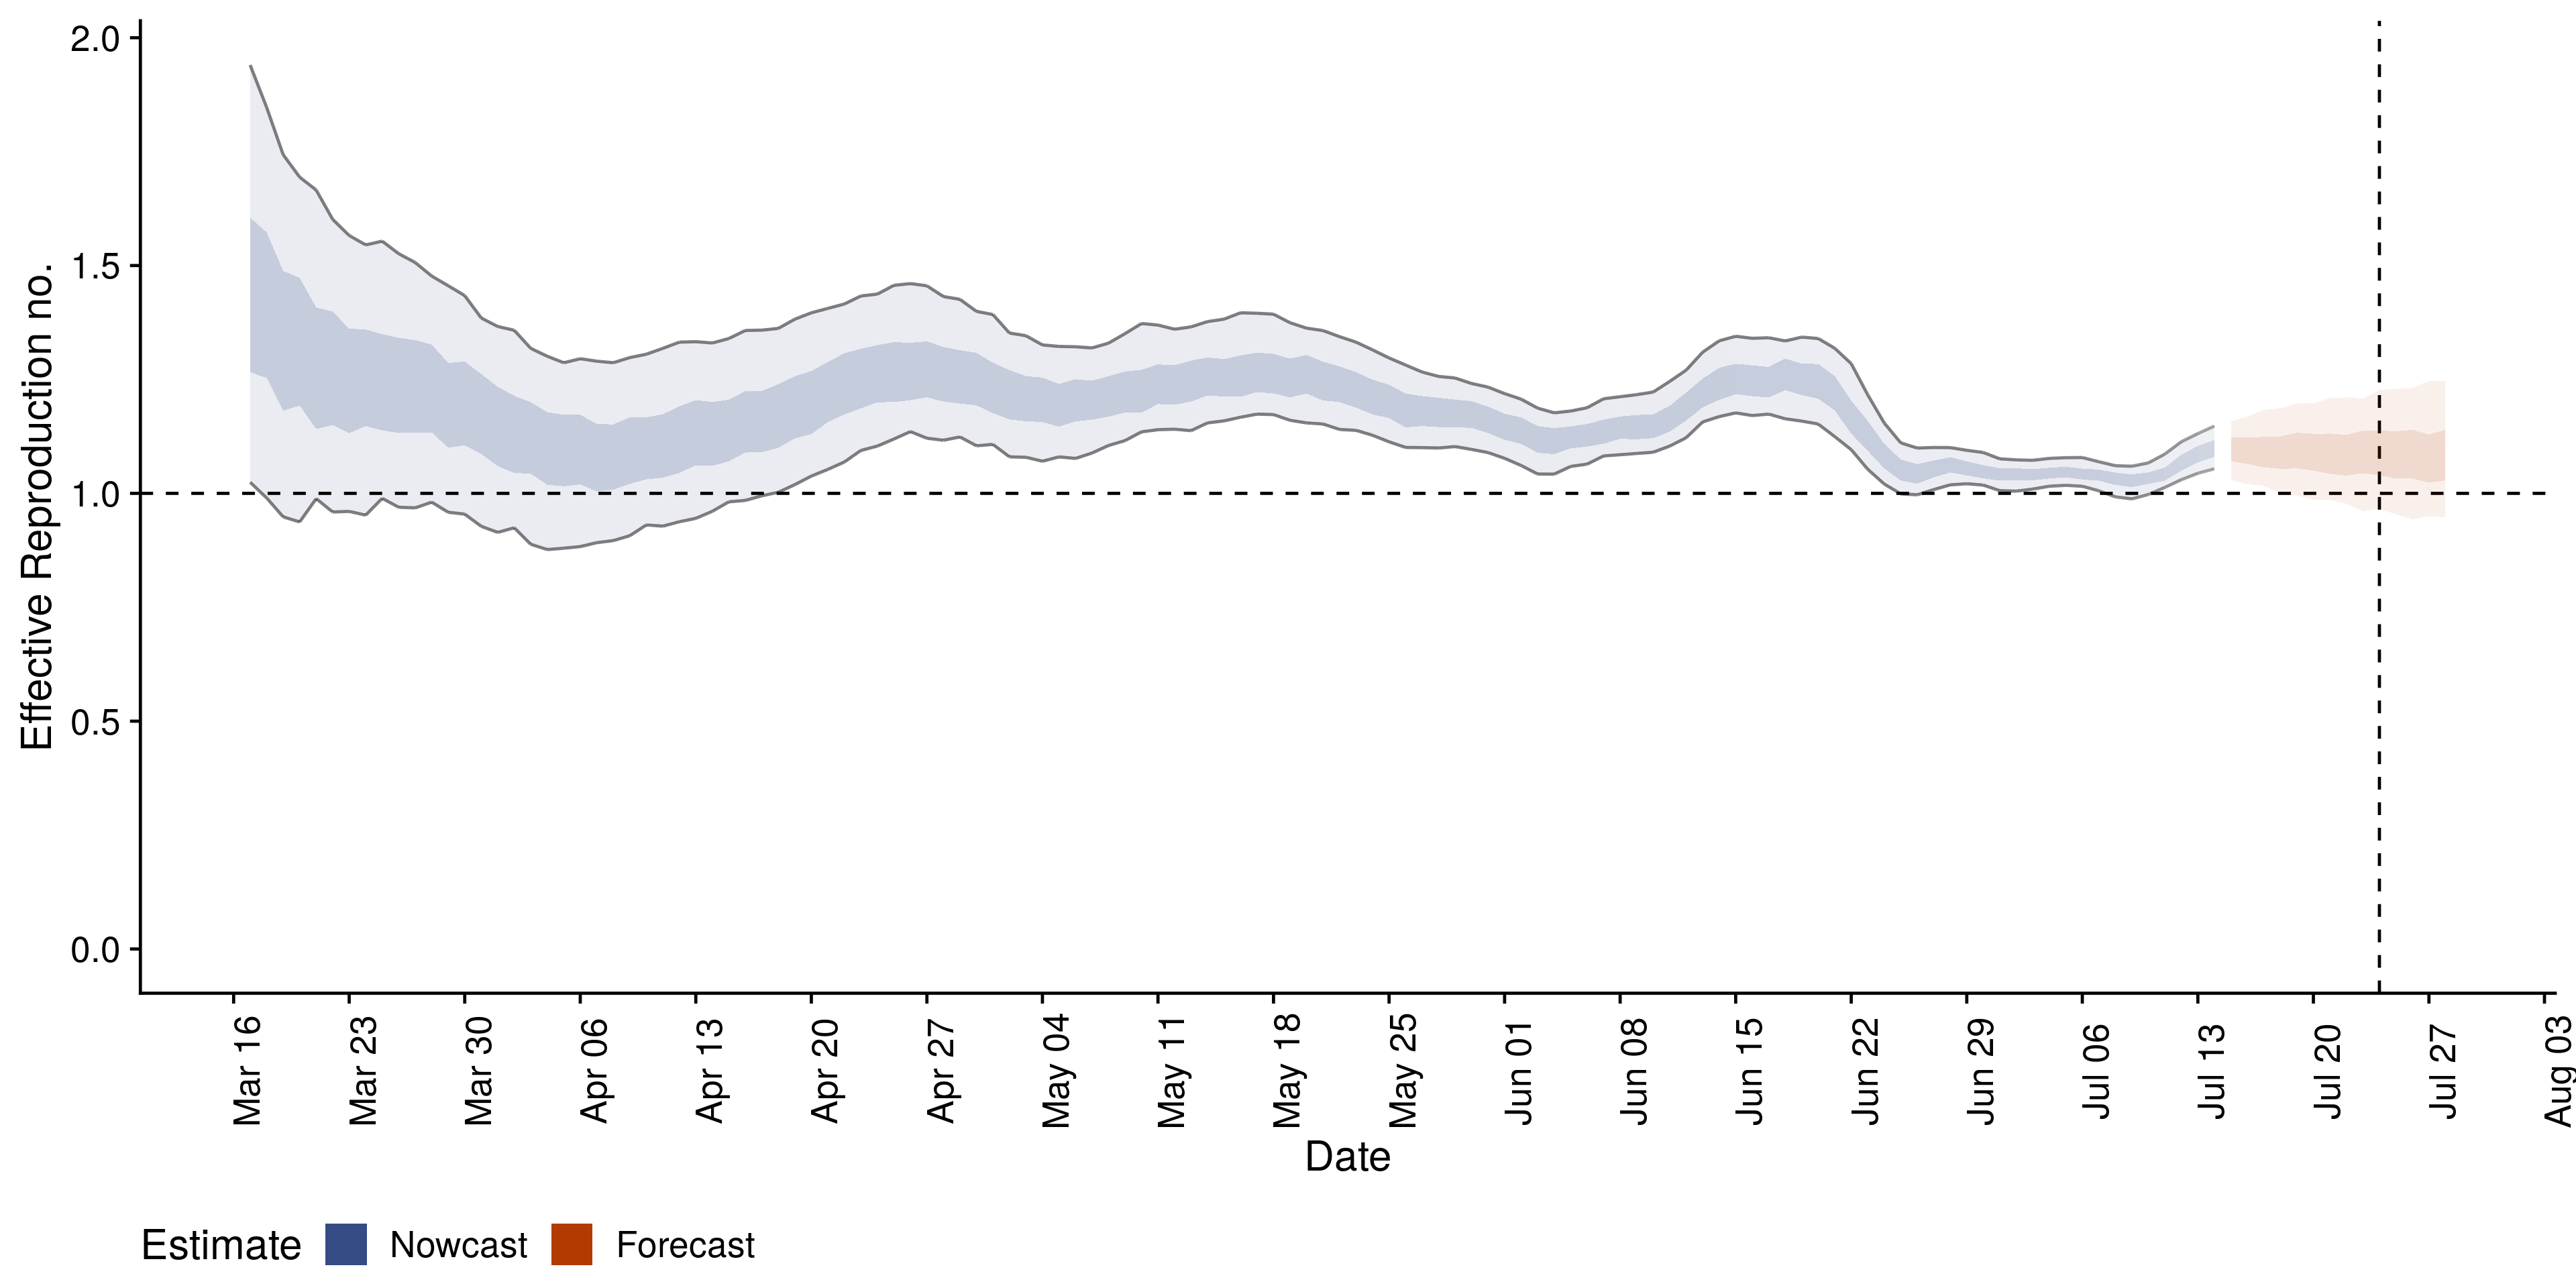 Effective Reproduction no.
2.0
1.5
1.0
0.5
0.0
Mar 16
Mar 23
Mar 30
Apr 06
Apr 13
Apr 20
Apr 27
May 04
May 11
May 18
May 25
Jun 01
Jun 08
Jun 15
Jun 22
Jun 29
Jul 06
Jul 13
Jul 20
Jul 27
Aug 03
Date
Estimate Nowcast Forecast